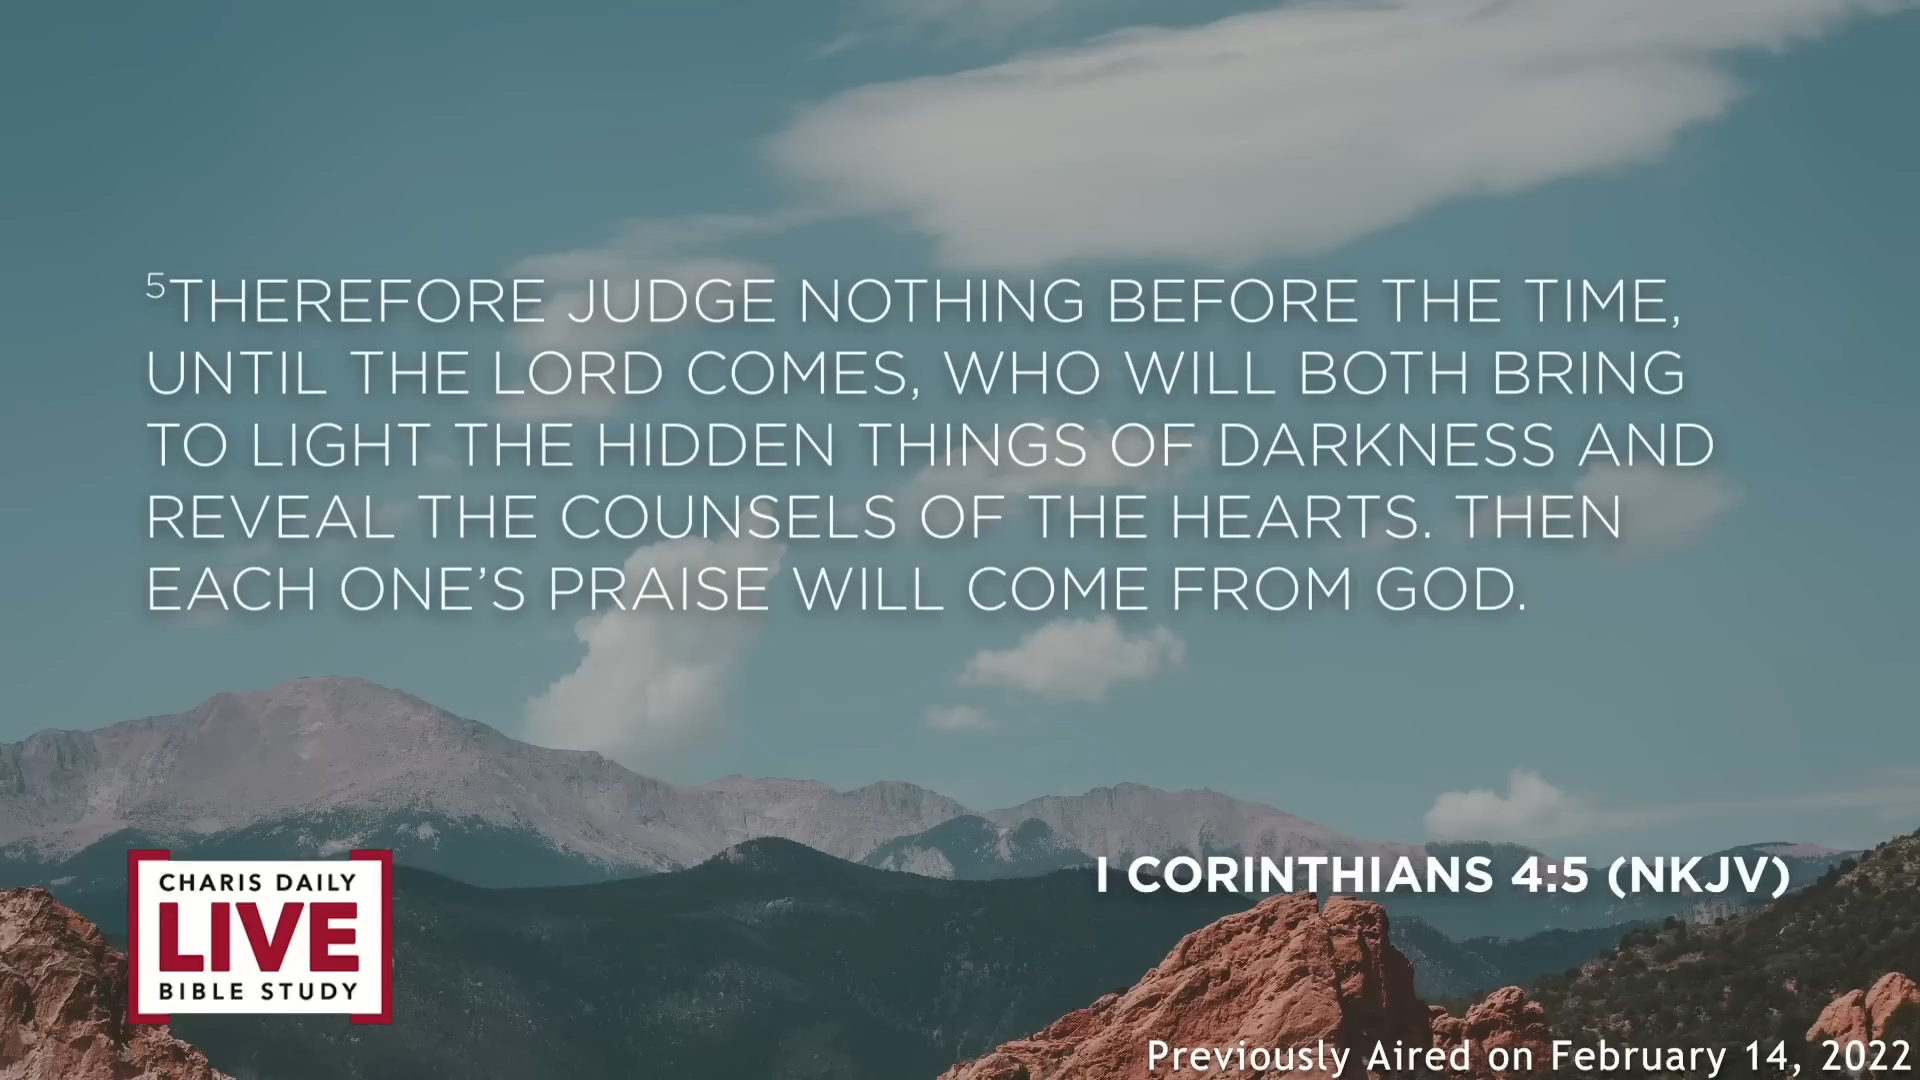 ⁵THEREFORE JUDGE NOTHING BEFORE THE TIME,
UNTIL THE LORD COMES, WHO WILL BOTH BRING
TO LIGHT THE HIDDEN THINGS OF DARKNESS AND
REVEAL THE COUNSELS OF THE HEARTS. THEN
EACH ONE’S PRAISE WILL COME FROM GOD.
I CORINTHIANS 4:5 (NKJV)
CHARIS DAILY
LIVE
BIBLE STUDY
Previously Aired on February 14, 2022